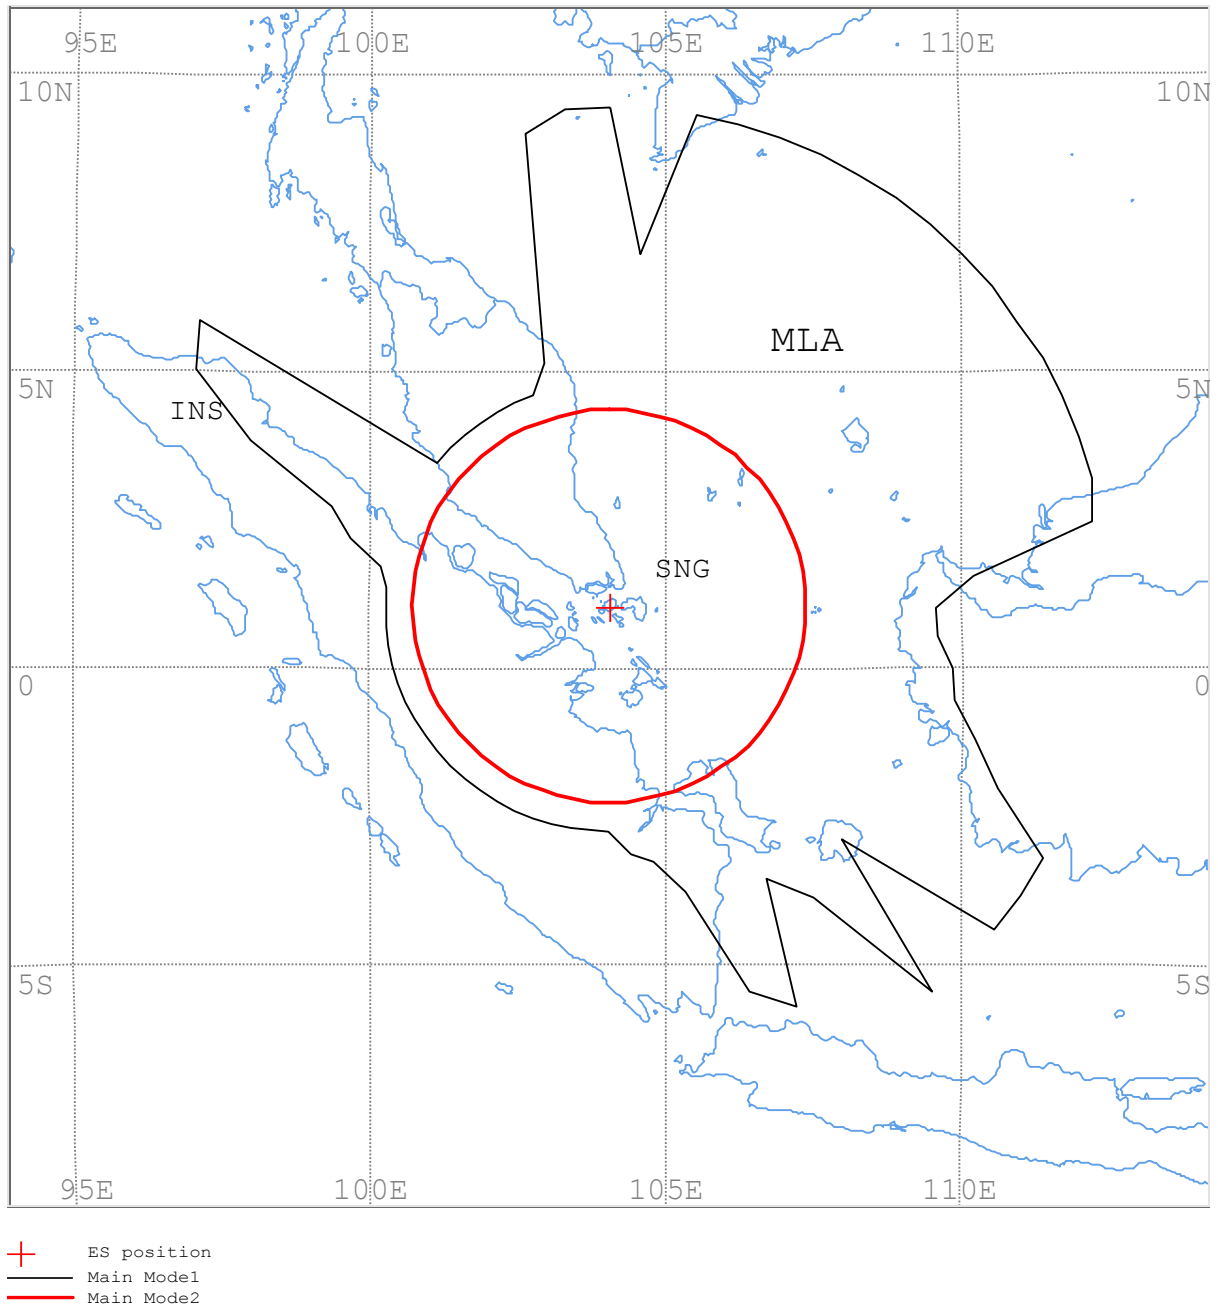 95E 100E 105E 110E
10N 10N
MLA
5N 5N
INS
SNG
0 0
5S 5S
95E 100E 105E 110E
ES position
Main Mode1
Main Mode2